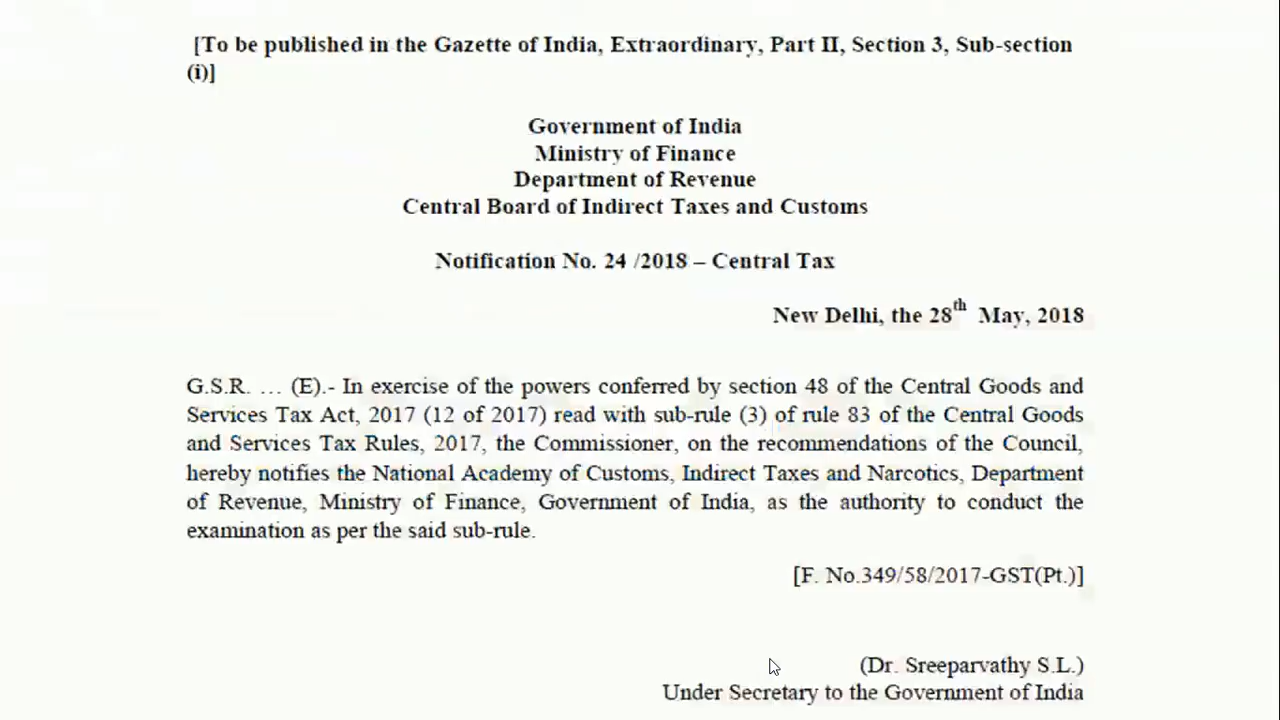 [To be published in the Gazette of India, Extraordinary, Part II, Section 3, Sub-section
(i)]
Government of India
Ministry of Finance
Department of Revenue
Central Board of Indirect Taxes and Customs
Notification No. 24 /2018 – Central Tax
New Delhi, the 28th May, 2018
G.S.R. … (E).- In exercise of the powers conferred by section 48 of the Central Goods and
Services Tax Act, 2017 (12 of 2017) read with sub-rule (3) of rule 83 of the Central Goods
and Services Tax Rules, 2017, the Commissioner, on the recommendations of the Council,
hereby notifies the National Academy of Customs, Indirect Taxes and Narcotics, Department
of Revenue, Ministry of Finance, Government of India, as the authority to conduct the
examination as per the said sub-rule.
[F. No.349/58/2017-GST(Pt.)]
(Dr. Sreeparvathy S.L.)
Under Secretary to the Government of India